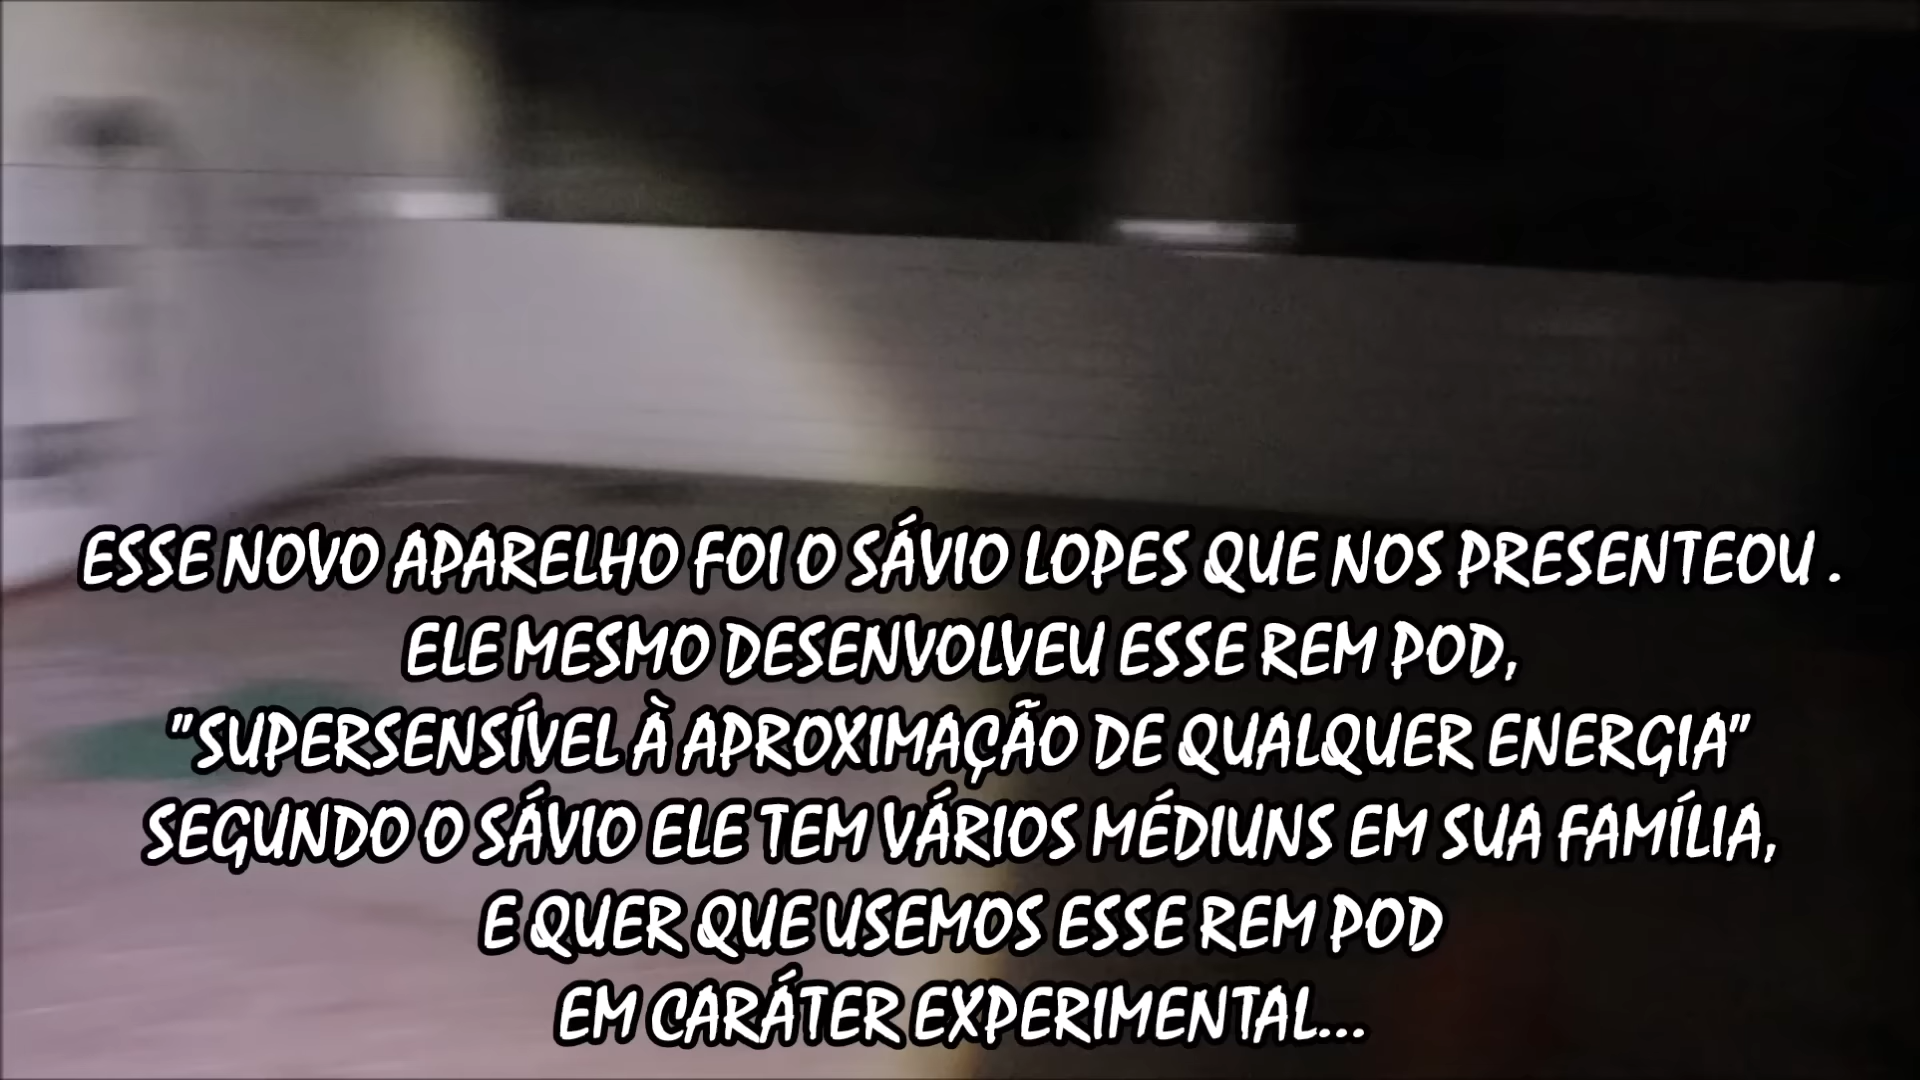 ESSE NOVO APARELHO FOI O SÁVIO LOPES QUE NOS PRESENTEOU .
ELE MESMO DESENVOLVEU ESSE REM POD,
"SUPERSENSÍVEL À APROXIMAÇÃO DE QUALQUER ENERGIA"
SEGUNDO O SÁVIO ELE TEM VÁRIOS MÉDIUNS EM SUA FAMÍLIA,
E QUER QUE USEMOS ESSE REM POD
EM CARÁTER EXPERIMENTAL...